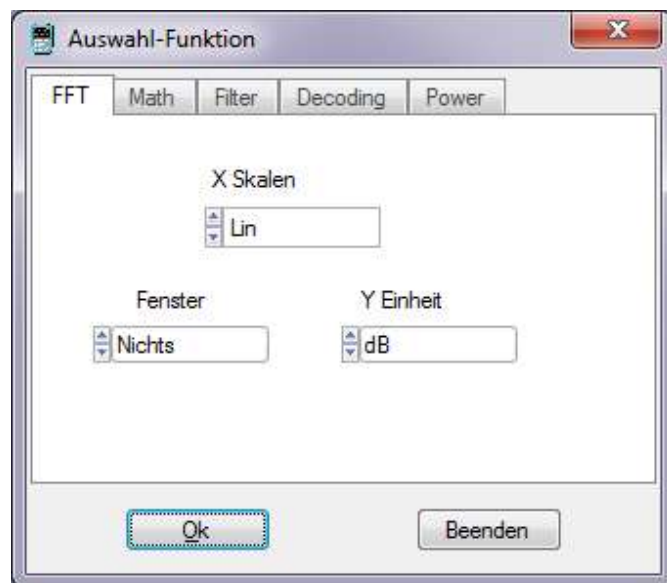 Auswahl-Funktion
FFT Math Filter Decoding Power
X Skalen
Lin
Fenster Y Einheit
Nichts dB
Ok Beenden